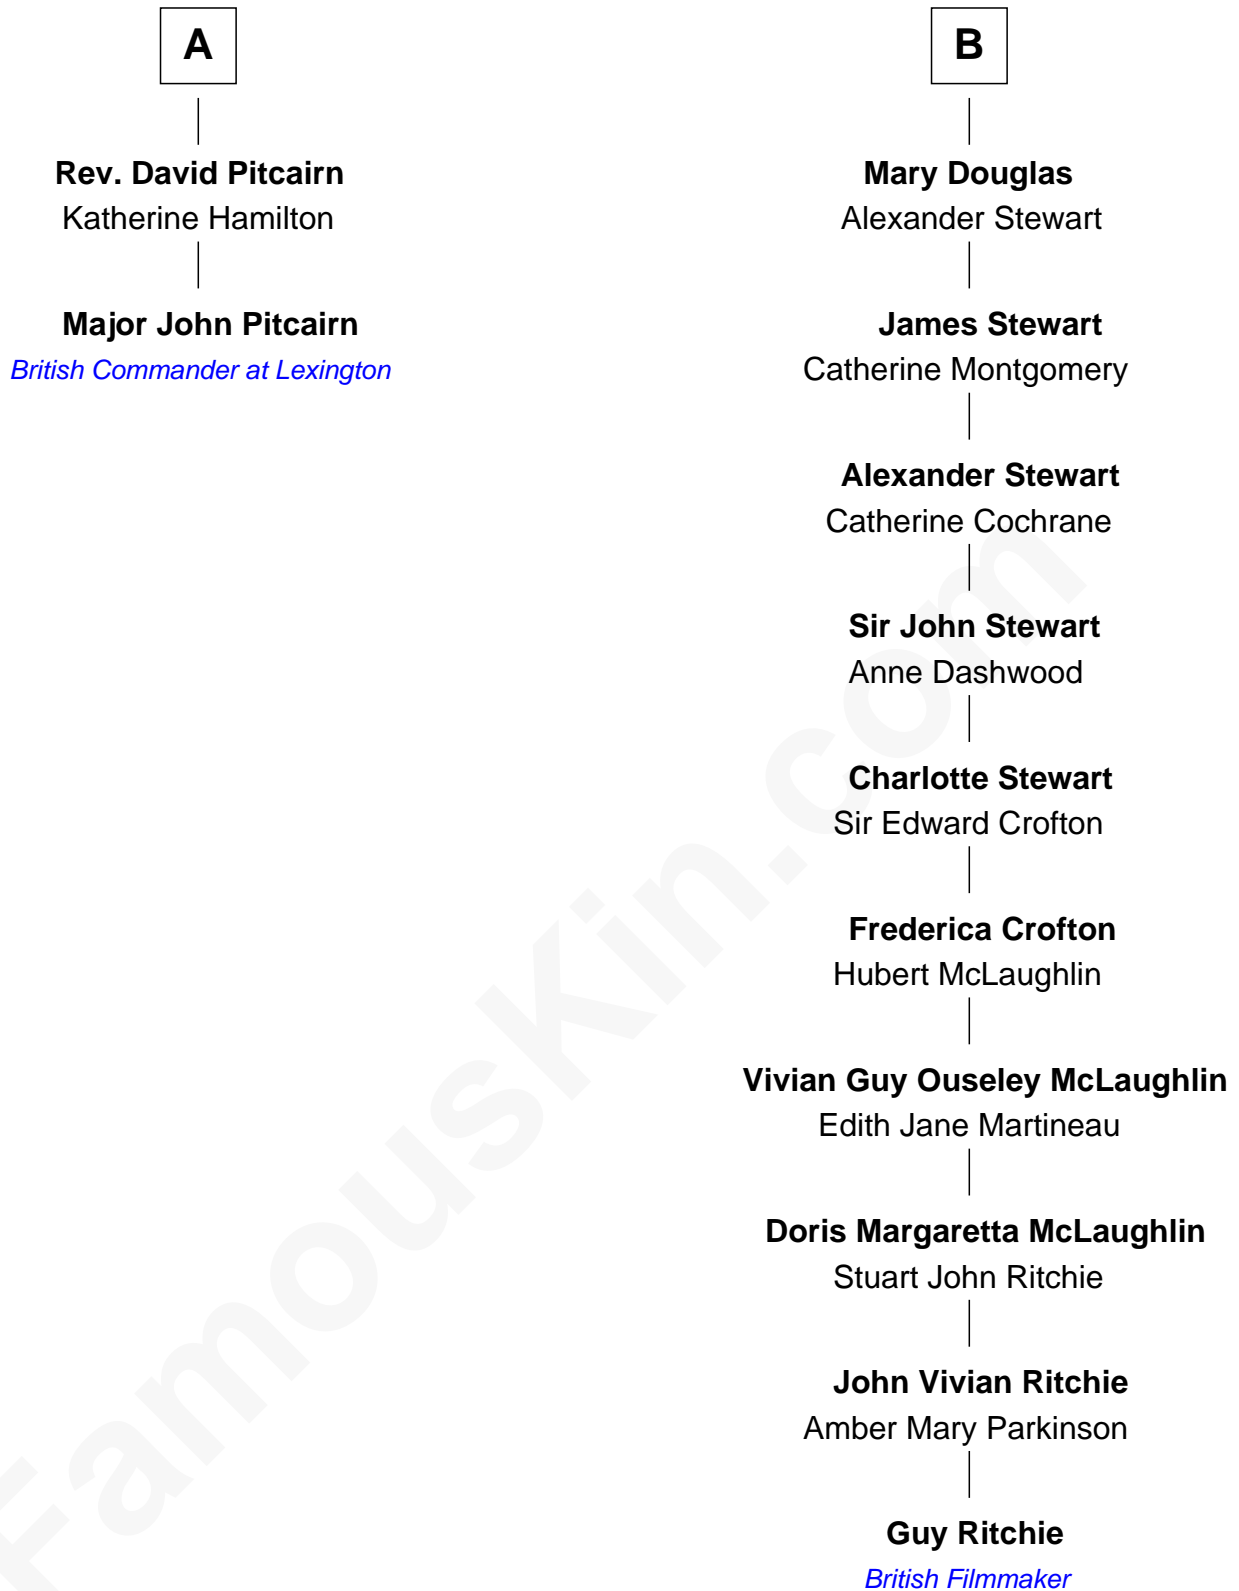 A
Rev. David Pitcairn
Katherine Hamilton
Major John Pitcairn
British Commander at Lexington
B
Mary Douglas
Alexander Stewart
James Stewart
Catherine Montgomery
Alexander Stewart
Catherine Cochrane
Sir John Stewart
Anne Dashwood
Charlotte Stewart
Sir Edward Crofton
Frederica Crofton
Hubert McLaughlin
Vivian Guy Ouseley McLaughlin
Edith Jane Martineau
Doris Margaretta McLaughlin
Stuart John Ritchie
John Vivian Ritchie
Amber Mary Parkinson
Guy Ritchie
British Filmmaker
FamousKin.com